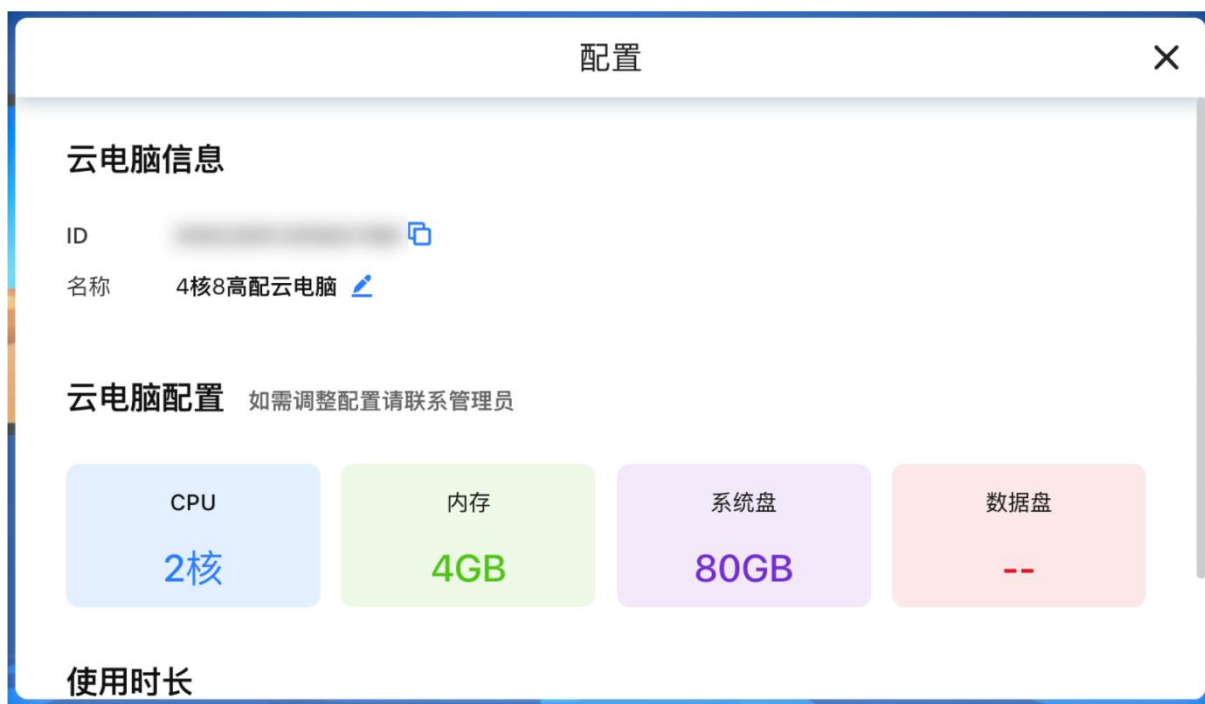 配置
云电脑信息
ID
名称 4核8高配云电脑
云电脑配置 如需调整配置请联系管理员
CPU 内存 系统盘 数据盘
2核 4GB 80GB --
使用时长